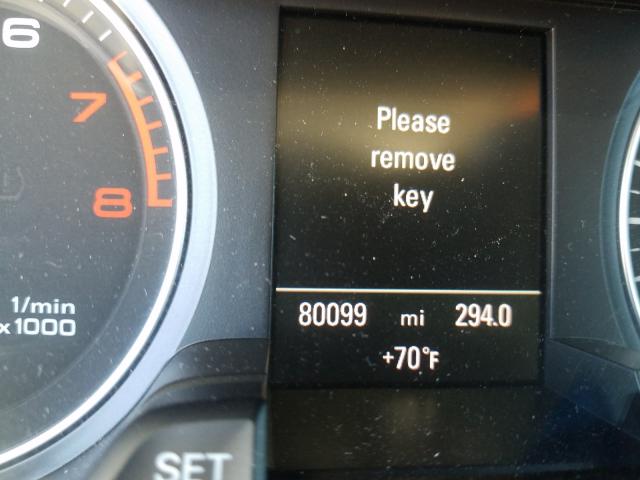 6
7
8
1/min
x1000
Please
remove
key
80099 mi 294.0
+70°F
SET